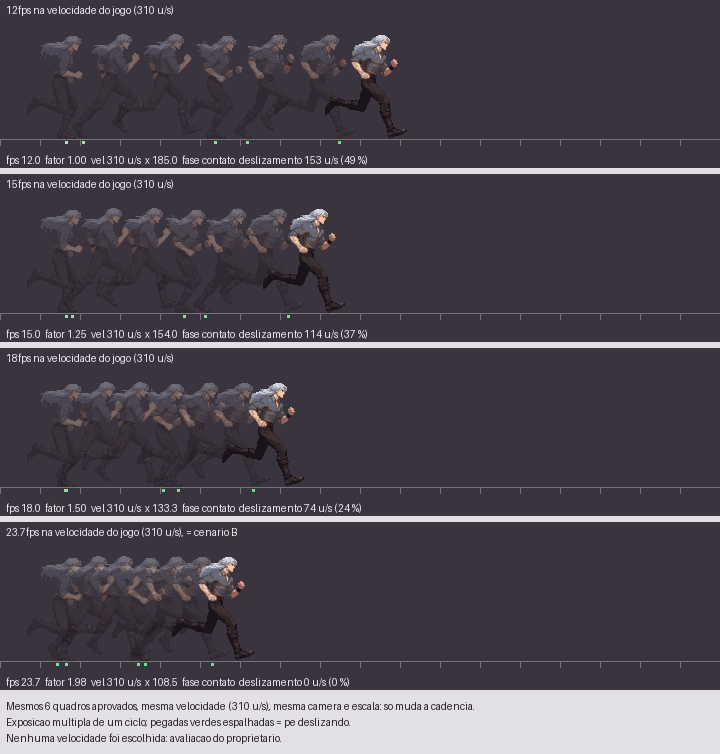 12fps na velocidade do jogo (310 u/s)
fps 12.0 fator 1.00 vel 310 u/s x 185.0 fase contato deslizamento 153 u/s (49%)
15fps na velocidade do jogo (310 u/s)
fps 15.0 fator 1.25 vel 310 u/s x 154.0 fase contato deslizamento 114 u/s (37%)
18fps na velocidade do jogo (310 u/s)
fps 18.0 fator 1.50 vel 310 u/s x 133.3 fase contato deslizamento 74 u/s (24%)
23.7fps na velocidade do jogo (310 u/s), = cenario B
fps 23.7 fator 1.98 vel 310 u/s x 108.5 fase contato deslizamento 0 u/s (0%)
Mesmos 6 quadros aprovados, mesma velocidade (310 u/s), mesma camera e escala: so muda a cadencia.
Exposicao multipla de um ciclo; pegadas verdes espalhadas = pe deslizando.
Nenhuma velocidade foi escolhida: avaliacao do proprietario.